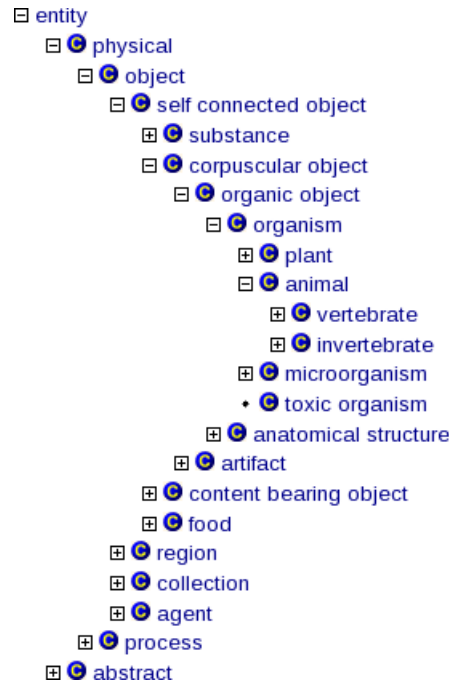 entity
C physical
C object
C self connected object
C substance
C corpuscular object
C organic object
C organism
C plant
C animal
C vertebrate
C invertebrate
C microorganism
C toxic organism
C anatomical structure
C artifact
C content bearing object
C food
C region
C collection
C agent
C process
C abstract